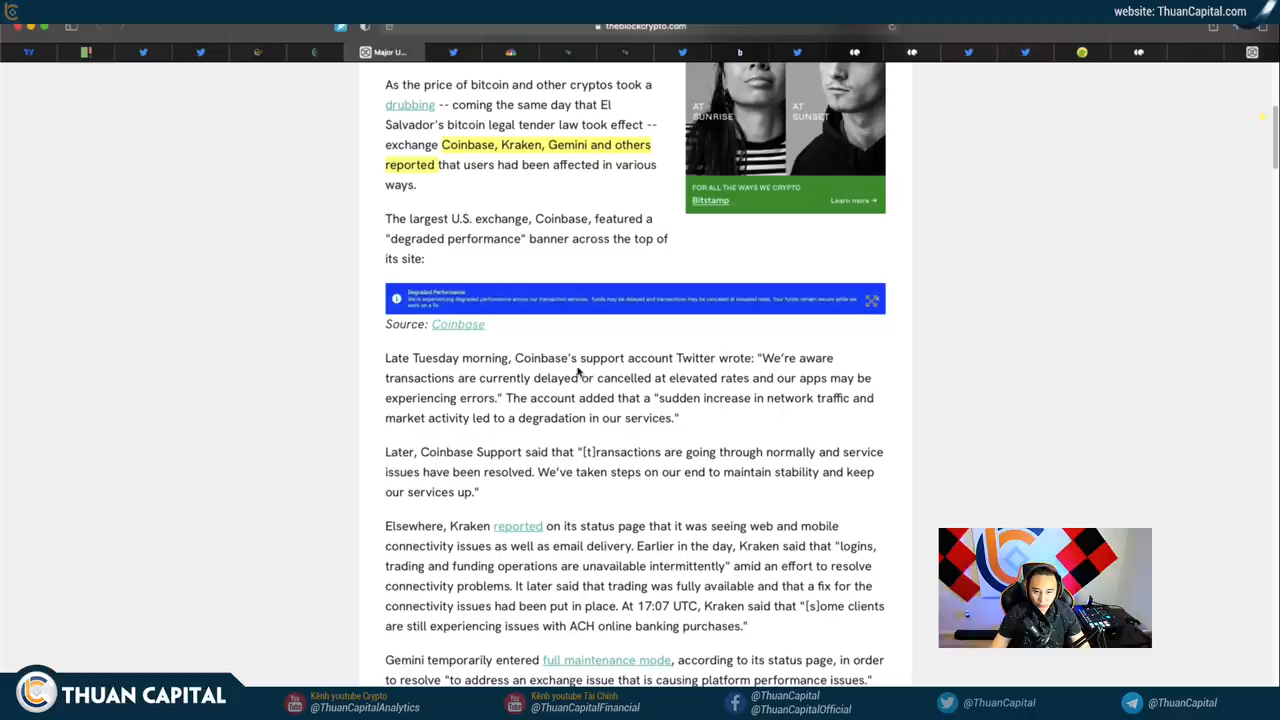 website: ThuanCapital.com
theblockcrypto.com
Major U...
As the price of bitcoin and other cryptos took a
drubbing -- coming the same day that El
Salvador's bitcoin legal tender law took effect --
exchange Coinbase, Kraken, Gemini and others
reported that users had been affected in various
ways.
AT
SUNRISE
AT
SUNSET
FOR ALL THE WAYS WE CRYPTO
Bitstamp
Learn more →
The largest U.S. exchange, Coinbase, featured a
"degraded performance" banner across the top of
its site:
Degraded Performance
We're experiencing degraded performance across our transaction services - funds may be delayed and transactions may be canceled at elevated rates. Your funds remain secure while we
work on a fix.
Source: Coinbase
Late Tuesday morning, Coinbase's support account Twitter wrote: "We're aware
transactions are currently delayed or cancelled at elevated rates and our apps may be
experiencing errors." The account added that a "sudden increase in network traffic and
market activity led to a degradation in our services."
Later, Coinbase Support said that "[t]ransactions are going through normally and service
issues have been resolved. We've taken steps on our end to maintain stability and keep
our services up."
Elsewhere, Kraken reported on its status page that it was seeing web and mobile
connectivity issues as well as email delivery. Earlier in the day, Kraken said that "logins,
trading and funding operations are unavailable intermittently" amid an effort to resolve
connectivity problems. It later said that trading was fully available and that a fix for the
connectivity issues had been put in place. At 17:07 UTC, Kraken said that "[s]ome clients
are still experiencing issues with ACH online banking purchases."
Gemini temporarily entered full maintenance mode, according to its status page, in order
to resolve "to address an exchange issue that is causing platform performance issues."
THUAN CAPITAL
Kênh youtube Crypto
@ThuanCapitalAnalytics
Kênh youtube Tài Chính
@ThuanCapitalFinancial
@ThuanCapital
@ThuanCapitalOfficial
@ThuanCapital
@ThuanCapital